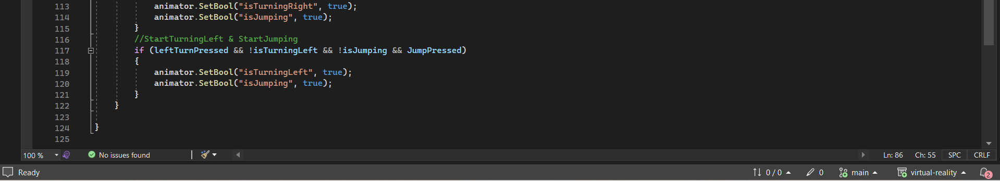 113 animator.SetBool("isTurningRight", true);
114 animator.SetBool("isJumping", true);
115 }
116 //StartTurningLeft & StartJumping
117 if (leftTurnPressed && !isTurningLeft && !isJumping && JumpPressed)
118 {
119 animator.SetBool("isTurningLeft", true);
120 animator.SetBool("isJumping", true);
121 }
122 }
123
124 }
125
100 % No issues found Ln: 86 Ch: 55 SPC CRLF
Ready 0 / 0 0 main virtual-reality 2